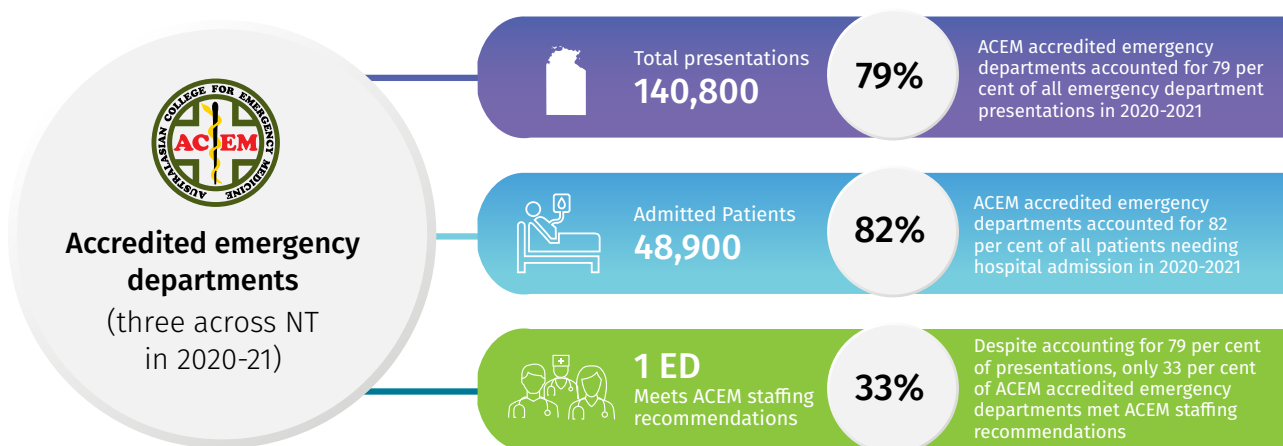 AUSTRALASIAN COLLEGE FOR EMERGENCY MEDICINE
ACEM
Accredited emergency
departments
(three across NT
in 2020-21)
Total presentations
140,800
79%
ACEM accredited emergency
departments accounted for 79 per
cent of all emergency department
presentations in 2020-2021
Admitted Patients
48,900
82%
ACEM accredited emergency
departments accounted for 82
per cent of all patients needing
hospital admission in 2020-2021
1 ED
Meets ACEM staffing
recommendations
33%
Despite accounting for 79 per cent
of presentations, only 33 per cent
of ACEM accredited emergency
departments met ACEM staffing
recommendations